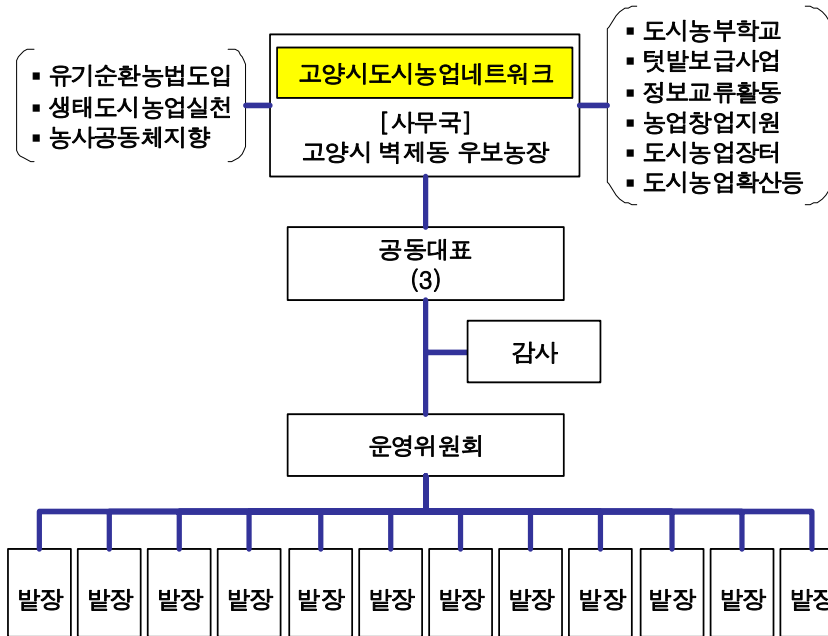 ▪ 유기순환농법도입
▪ 생태도시농업실천
▪ 농사공동체지향
고양시도시농업네트워크
[사무국]
고양시 벽제동 우보농장
▪ 도시농부학교
▪ 텃밭보급사업
▪ 정보교류활동
▪ 농업창업지원
▪ 도시농업장터
▪ 도시농업확산등
공동대표
(3)
감사
운영위원회
밭장 밭장 밭장 밭장 밭장 밭장 밭장 밭장 밭장 밭장 밭장 밭장